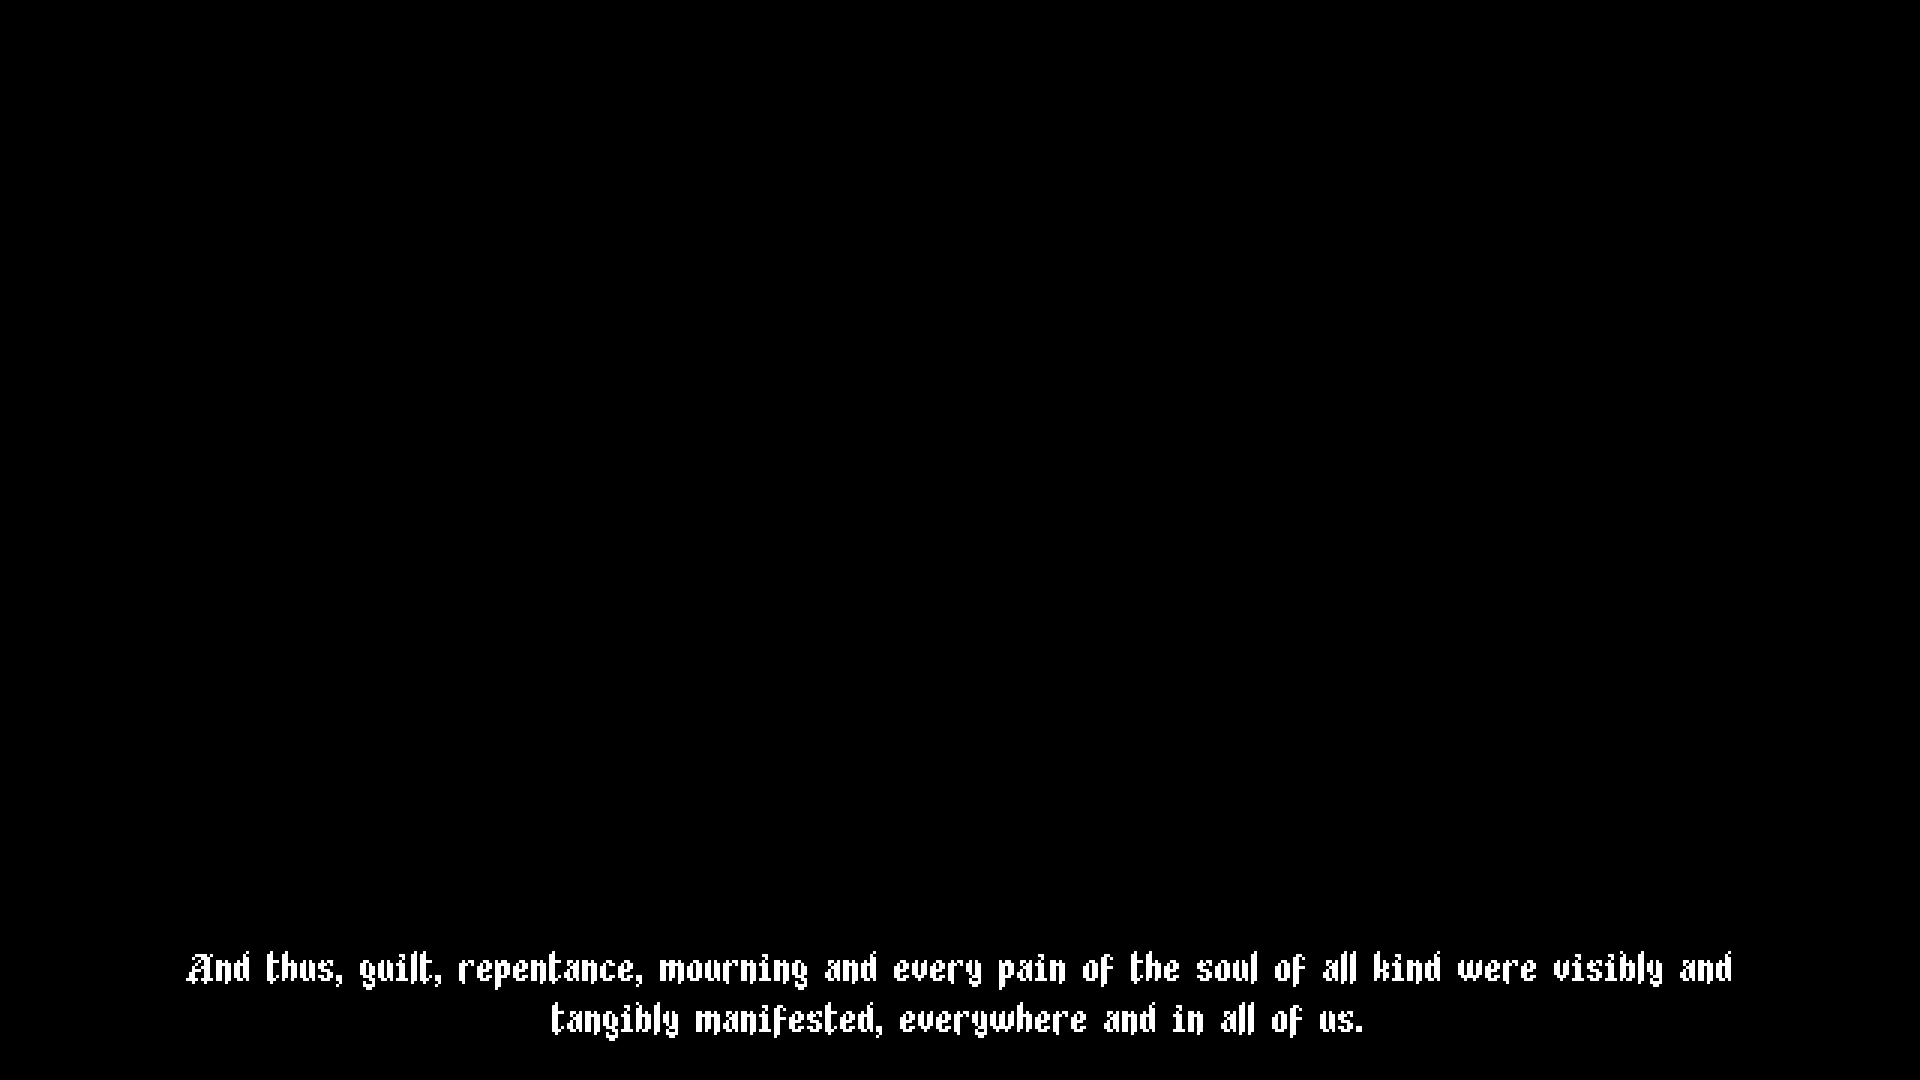 And thus, guilt, repentance, mourning and every pain of the soul of all kind were visibly and
tangibly manifested, everywhere and in all of us.